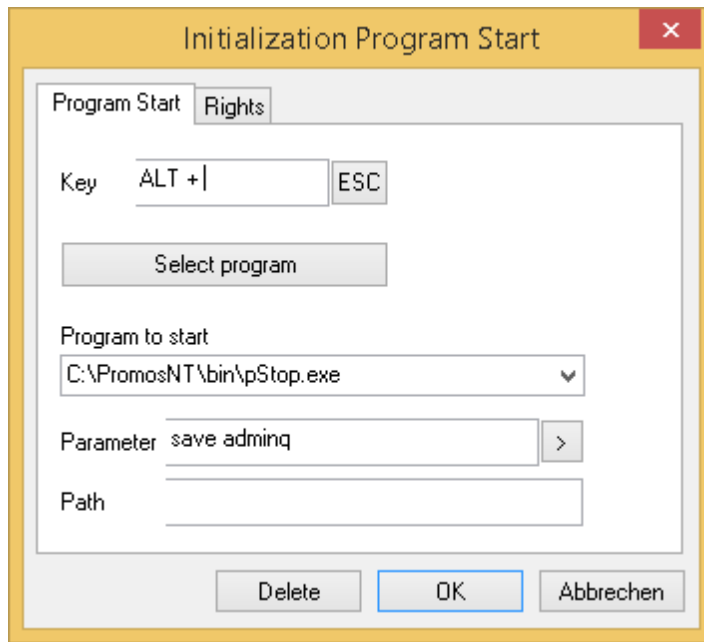 Initialization Program Start
Program Start Rights
Key ALT + ESC
Select program
Program to start
C:\PromosNT\bin\pStop.exe
Parameter save adminq >
Path
Delete OK Abbrechen